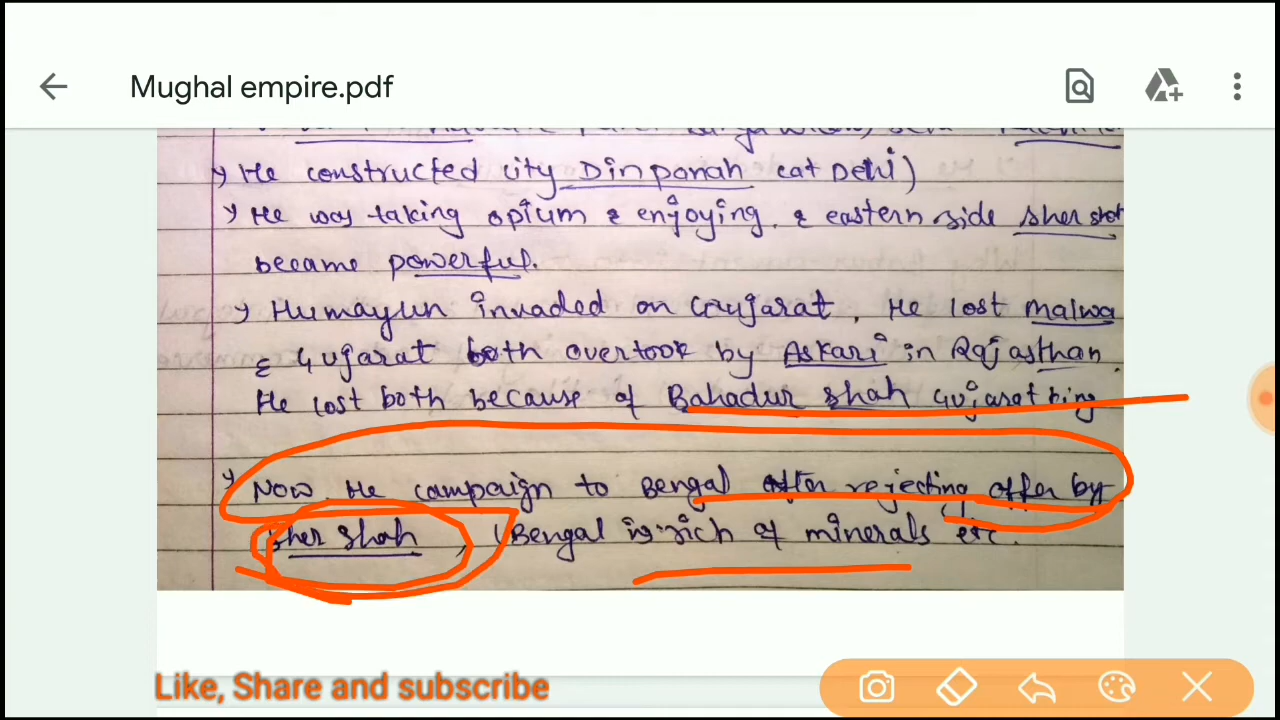 Mughal empire.pdf
He constructed city Dinpanah (at Dehli)
He was taking opium & enjoying. & eastern side Sher shah
became powerful.
Humayun invaded on Gujarat. He lost malwa
& Gujarat both overtook by Askari in Rajasthan.
He lost both because of Bahadur shah Gujarat king
Now He campaign to Bengal after rejecting offer by
sher shah, (Bengal is rich of minerals etc.
Like, Share and subscribe